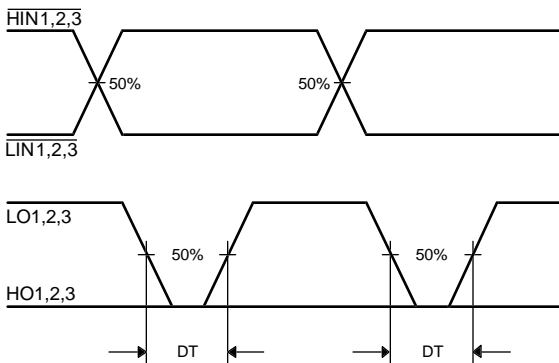 HIN1,2,3
50% 50%
LIN1,2,3
LO1,2,3
50% 50%
HO1,2,3
DT DT